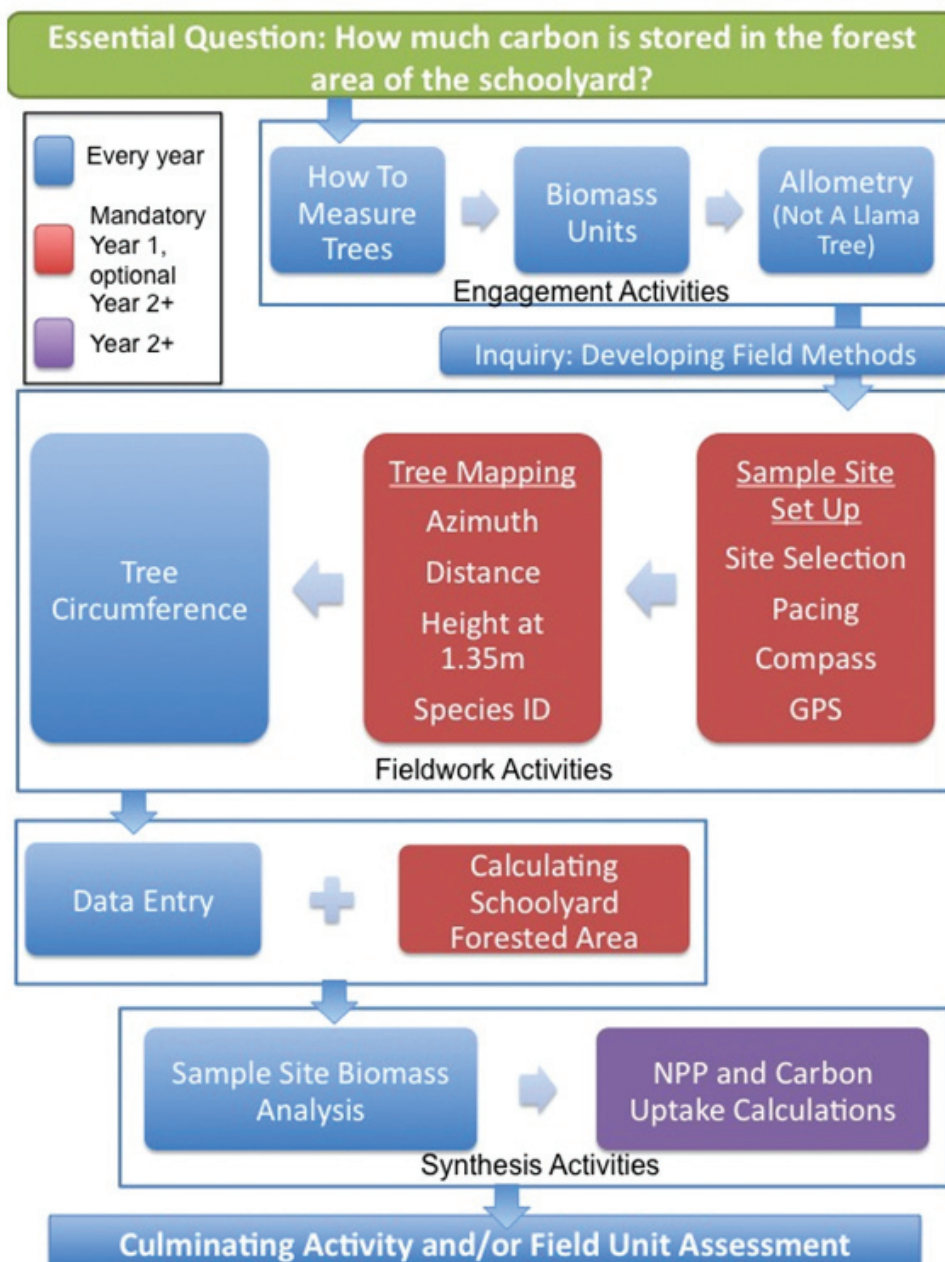 Essential Question: How much carbon is stored in the forest
area of the schoolyard?
Every year
Mandatory
Year 1,
optional
Year 2+
Year 2+
How To
Measure
Trees
Biomass
Units
Allometry
(Not A Llama
Tree)
Engagement Activities
Inquiry: Developing Field Methods
Sample Site
Set Up
Site Selection
Pacing
Compass
GPS
Tree Mapping
Azimuth
Distance
Height at
1.35m
Species ID
Tree
Circumference
Fieldwork Activities
Data Entry
Calculating
Schoolyard
Forested Area
Sample Site Biomass
Analysis
NPP and Carbon
Uptake Calculations
Synthesis Activities
Culminating Activity and/or Field Unit Assessment